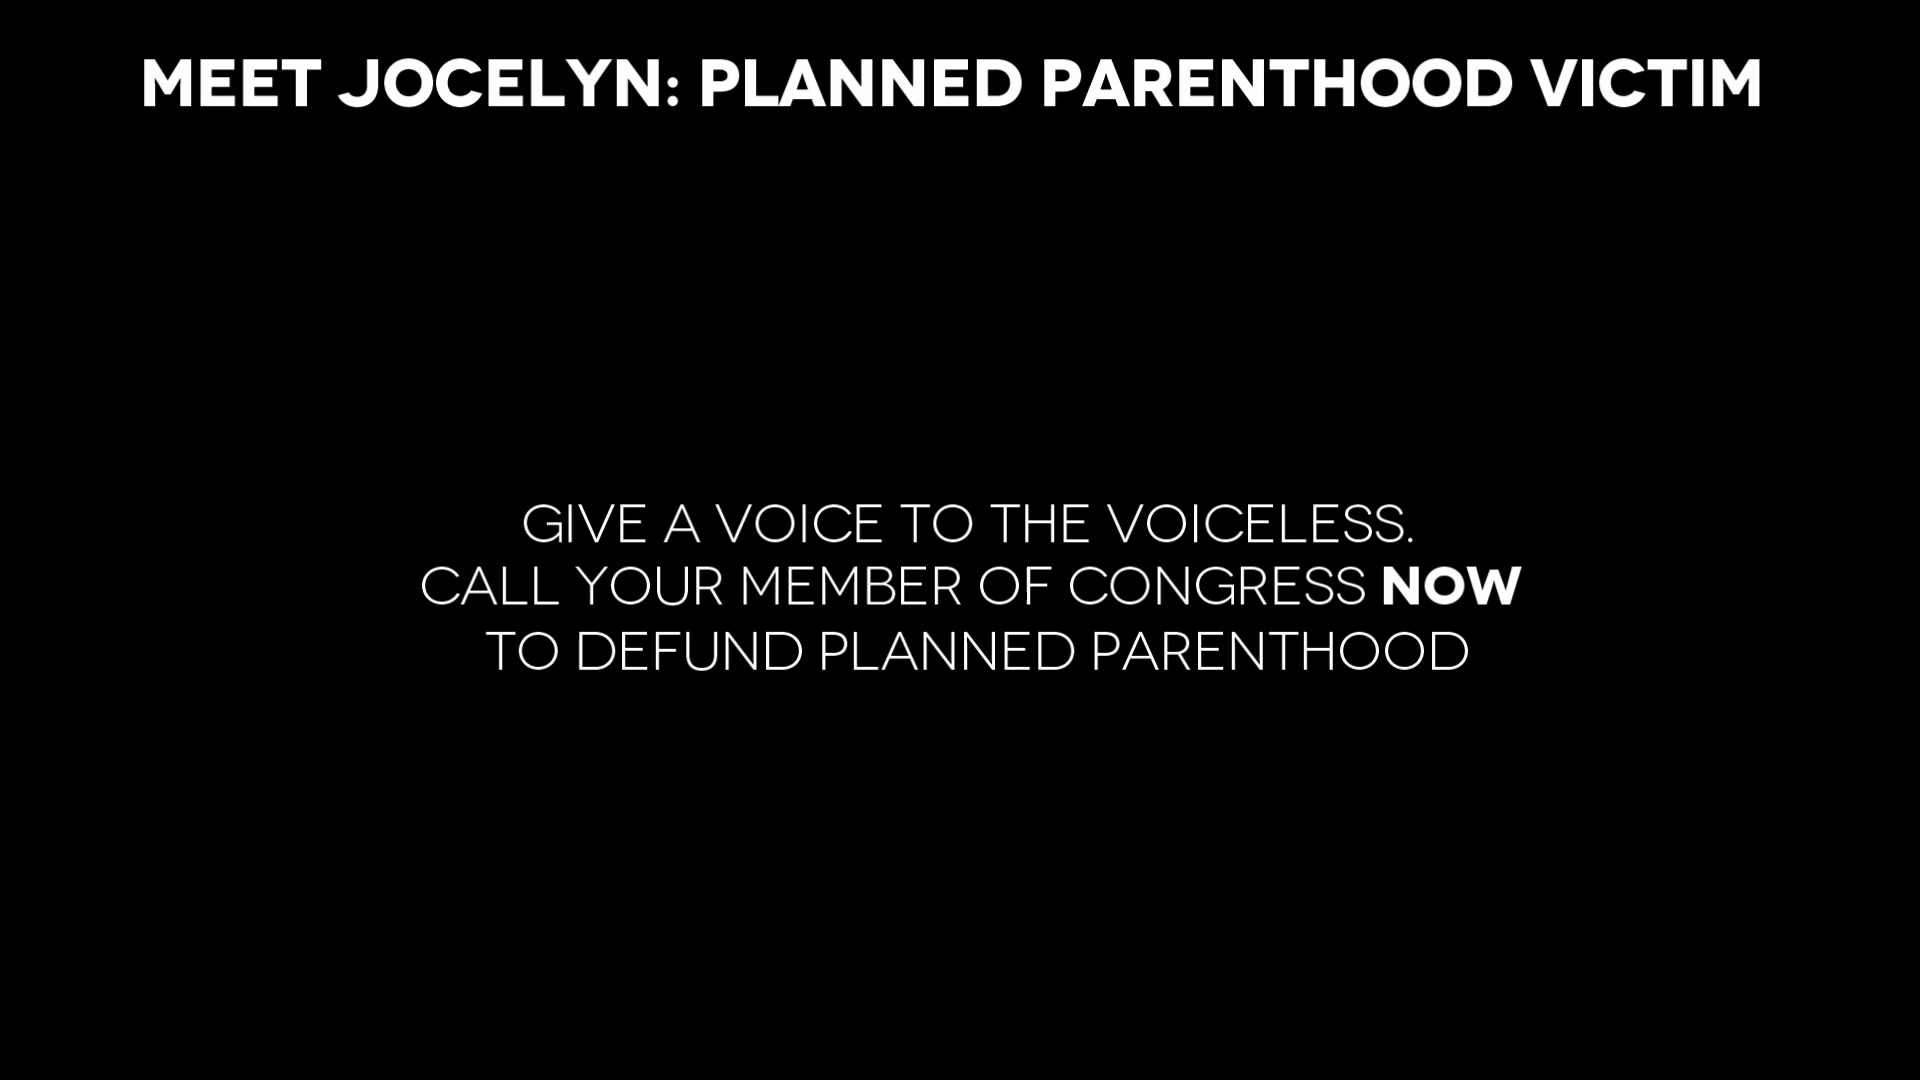 MEET JOCELYN: PLANNED PARENTHOOD VICTIM
GIVE A VOICE TO THE VOICELESS.
CALL YOUR MEMBER OF CONGRESS NOW
TO DEFUND PLANNED PARENTHOOD